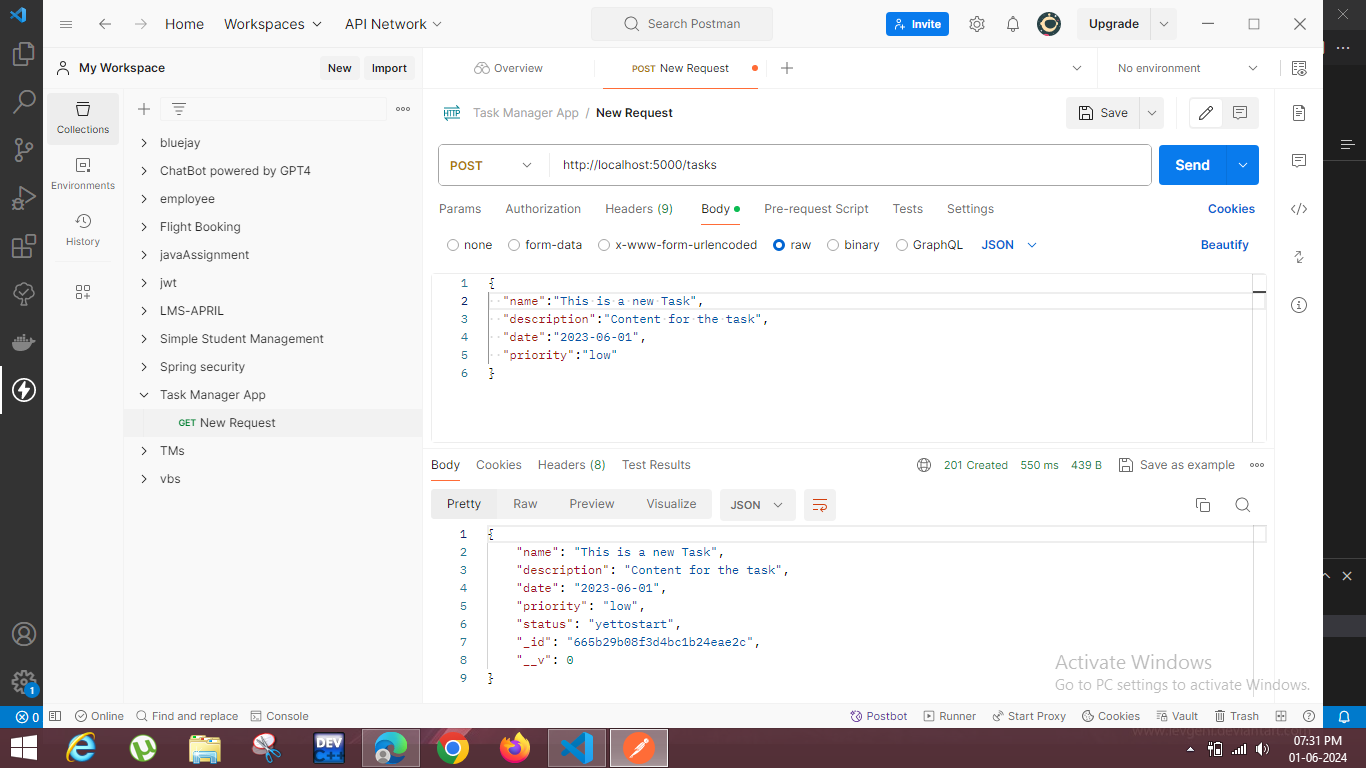 Home Workspaces API Network Search Postman Invite Upgrade
My Workspace New Import Overview POST New Request No environment
Collections
Environments
History
bluejay
ChatBot powered by GPT4
employee
Flight Booking
javaAssignment
jwt
LMS-APRIL
Simple Student Management
Spring security
Task Manager App
GET New Request
TMs
vbs
HTTP Task Manager App / New Request Save
POST http://localhost:5000/tasks Send
Params Authorization Headers (9) Body Pre-request Script Tests Settings Cookies
none form-data x-www-form-urlencoded raw binary GraphQL JSON Beautify
1 {
2 "name":"This is a new Task",
3 "description":"Content for the task",
4 "date":"2023-06-01",
5 "priority":"low"
6 }
Body Cookies Headers (8) Test Results 201 Created 550 ms 439 B Save as example
Pretty Raw Preview Visualize JSON
1 {
2 "name": "This is a new Task",
3 "description": "Content for the task",
4 "date": "2023-06-01",
5 "priority": "low",
6 "status": "yettostart",
7 "_id": "665b29b08f3d4bc1b24eae2c",
8 "__v": 0
9 }
Activate Windows
Go to PC settings to activate Windows.
1
0 Online Find and replace Console Postbot Runner Start Proxy Cookies Vault Trash
DEV C++
07:31 PM
01-06-2024